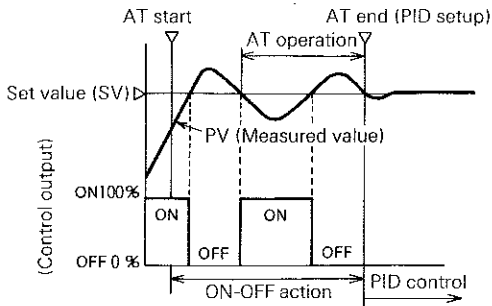 AT start
AT end (PID setup)
AT operation
Set value (SV)
PV (Measured value)
(Control output)
ON100%
ON
ON
OFF
OFF
OFF 0 %
ON-OFF action
PID control